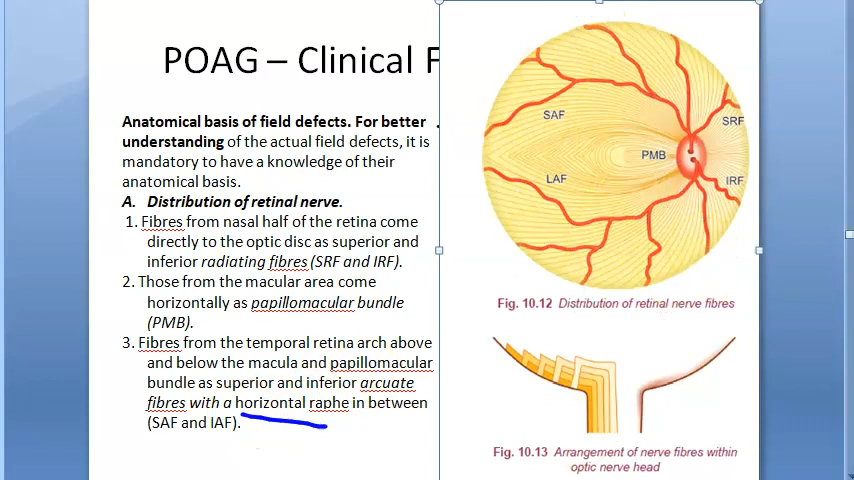 POAG – Clinical F
Anatomical basis of field defects. For better
understanding of the actual field defects, it is
mandatory to have a knowledge of their
anatomical basis.
A. Distribution of retinal nerve.
1. Fibres from nasal half of the retina come
directly to the optic disc as superior and
inferior radiating fibres (SRF and IRF).
2. Those from the macular area come
horizontally as papillomacular bundle
(PMB).
3. Fibres from the temporal retina arch above
and below the macula and papillomacular
bundle as superior and inferior arcuate
fibres with a horizontal raphe in between
(SAF and IAF).
SAF
SRF
PMB
LAF
IRF
Fig. 10.12 Distribution of retinal nerve fibres
Fig. 10.13 Arrangement of nerve fibres within
optic nerve head